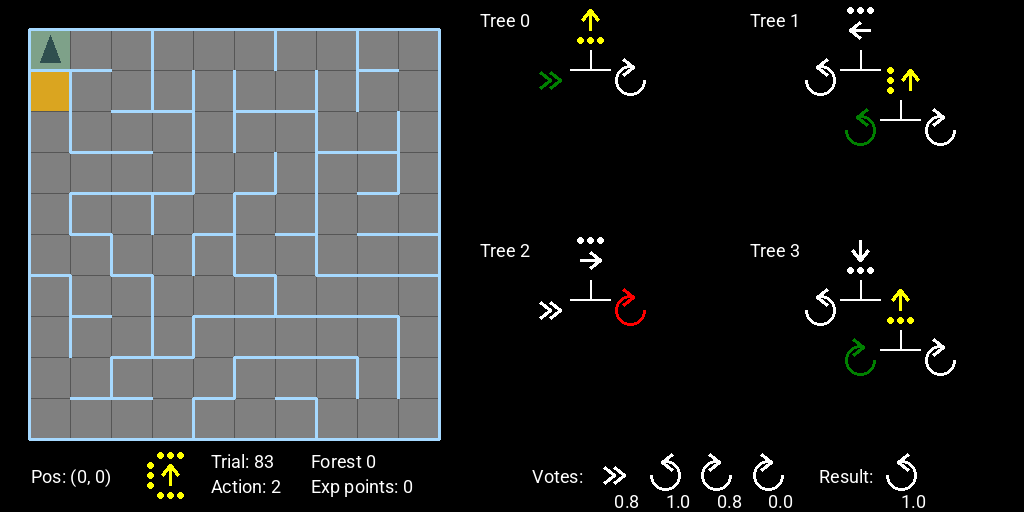 Tree 0
Tree 1
Tree 2
Tree 3
Pos: (0, 0)
Trial: 83
Forest 0
Action: 2
Exp points: 0
Votes:
0.8
1.0
0.8
0.0
Result:
1.0